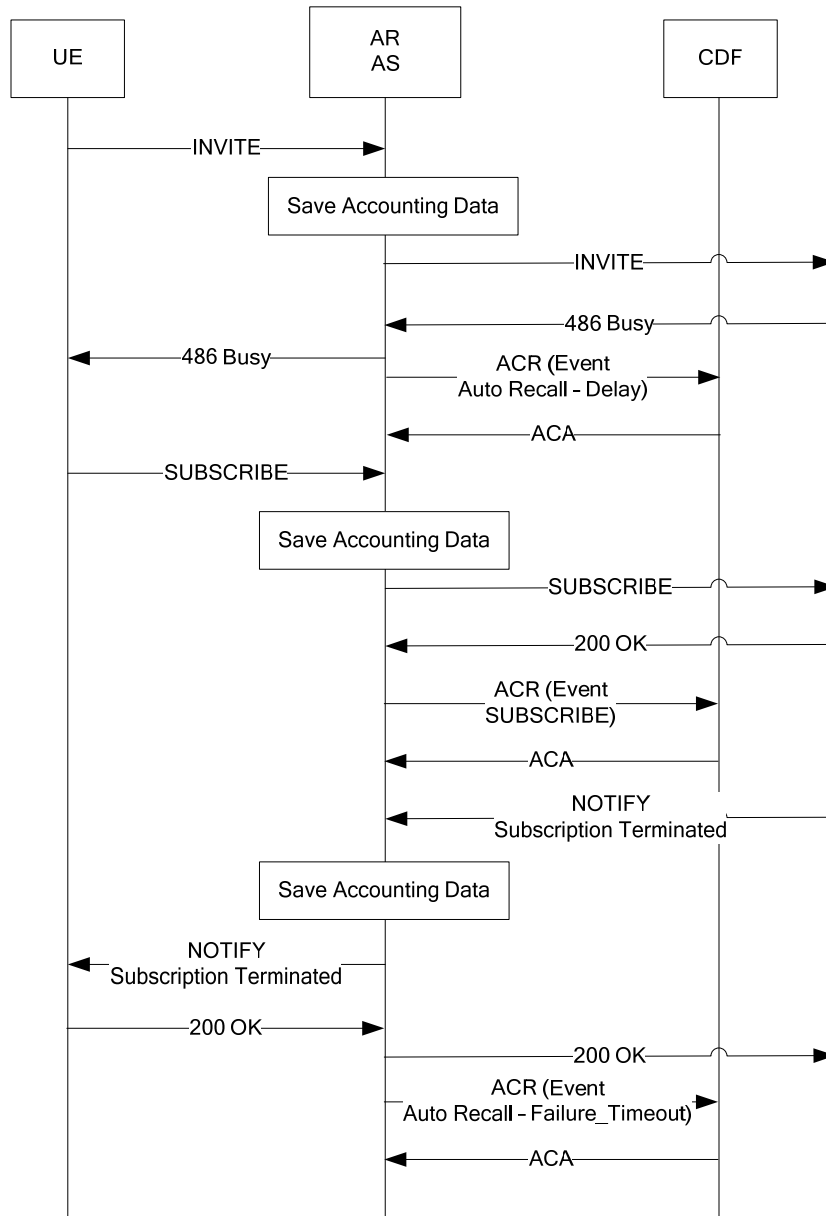 UE
AR
AS
CDF
INVITE
Save Accounting Data
INVITE
486 Busy
486 Busy
ACR (Event
Auto Recall - Delay)
ACA
SUBSCRIBE
Save Accounting Data
SUBSCRIBE
200 OK
ACR (Event
SUBSCRIBE)
ACA
NOTIFY
Subscription Terminated
Save Accounting Data
NOTIFY
Subscription Terminated
200 OK
200 OK
ACR (Event
Auto Recall - Failure_Timeout)
ACA